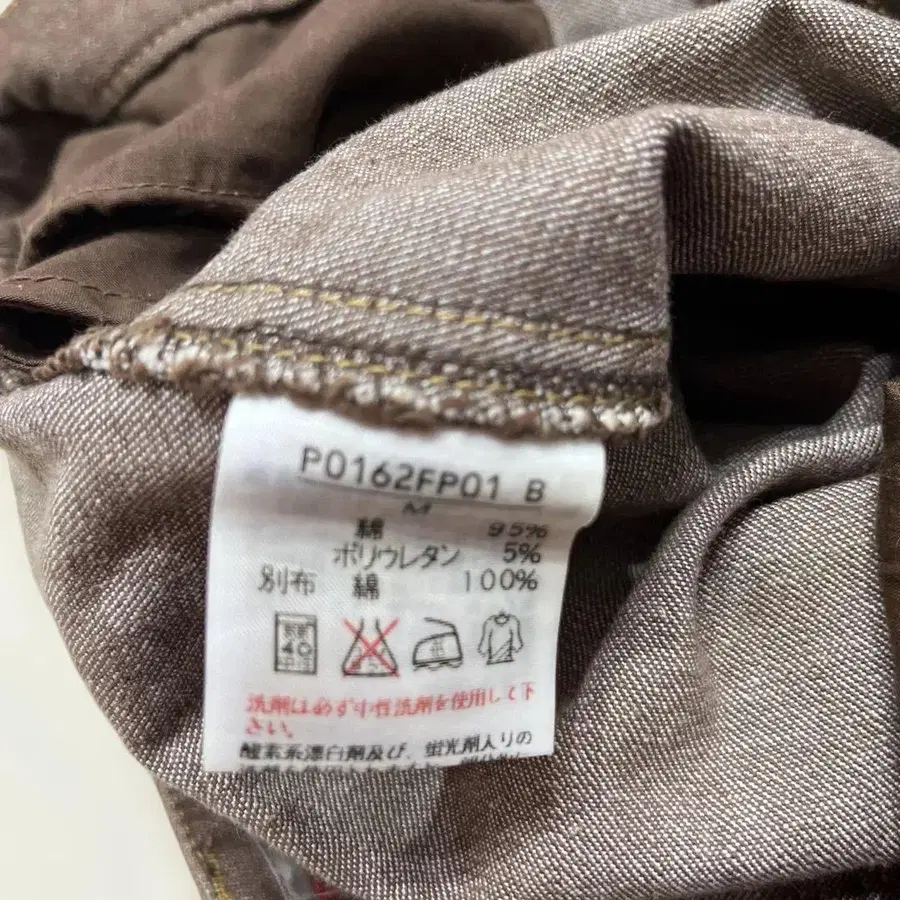 P0162FP01 B
M
綿 95%
ポリウレタン 5%
別布 綿 100%
40
洗剤は必ず中性洗剤を使用して下
さい。
酸素系漂白剤及び、蛍光剤入りの